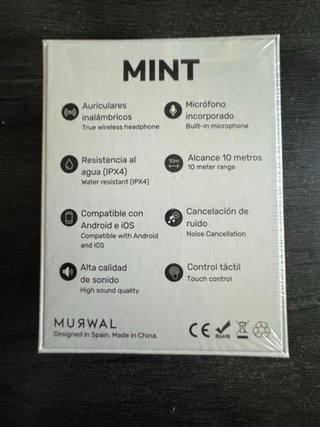 MINT
Auriculares
inalámbricos
True wireless headphone
Micrófono
incorporado
Built-in microphone
Resistencia al
agua (IPX4)
Water resistant (IPX4)
10m
Alcance 10 metros
10 meter range
Compatible con
Android e iOS
Compatible with Android
and iOS
Cancelación de
ruido
Noise Cancellation
Alta calidad
de sonido
High sound quality
Control táctil
Touch control
MUЯWAL
Designed in Spain. Made in China.
CE
RoHS